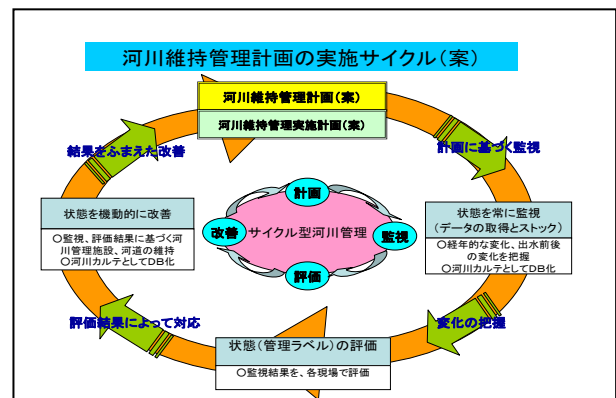 河川維持管理計画の実施サイクル(案)
河川維持管理計画(案)
河川維持管理実施計画(案)
結果をふまえた改善
計画に基づく監視
計画
改善
サイクル型河川管理
監視
評価
状態を機動的に改善
○監視、評価結果に基づく河
川管理施設、河道の維持
○河川カルテとしてDB化
状態を常に監視
(データの取得とストック)
○経年的な変化、出水前後
の変化を把握
○河川カルテとしてDB化
評価結果によって対応
変化の把握
状態(管理ラベル)の評価
○監視結果を、各現場で評価